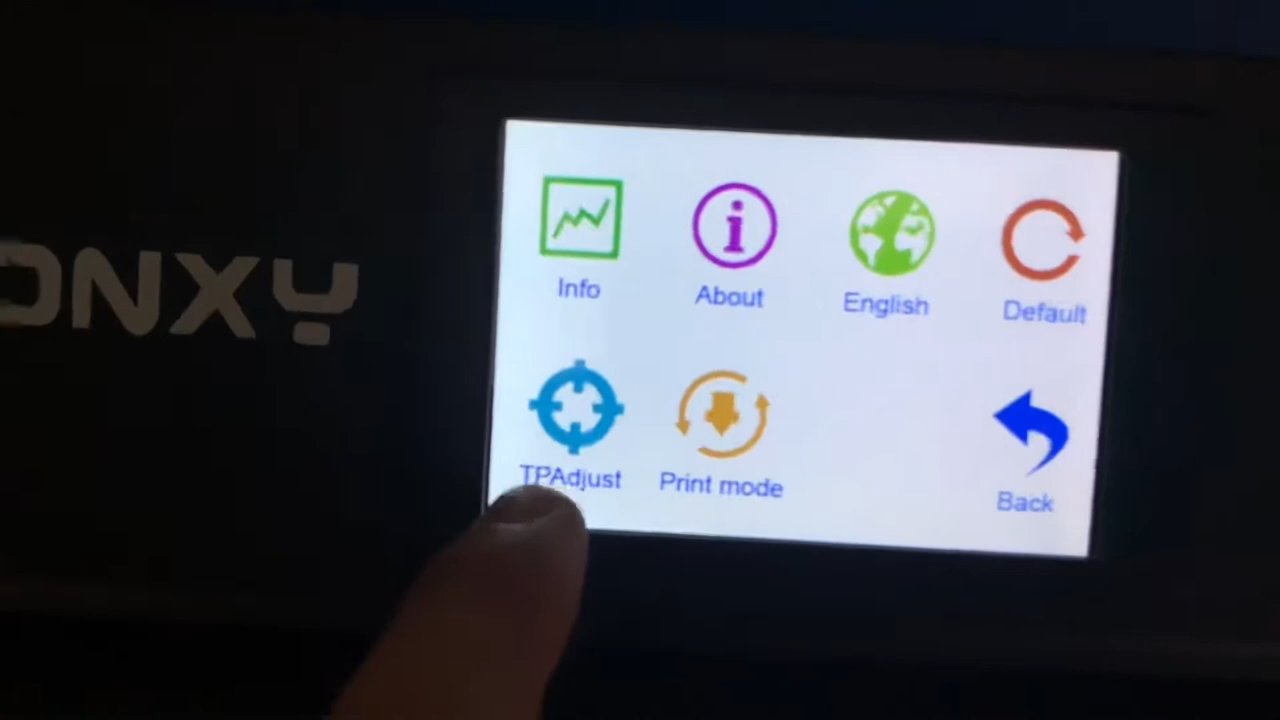 ONXY
Info
About
English
Default
TPAdjust
Print mode
Back